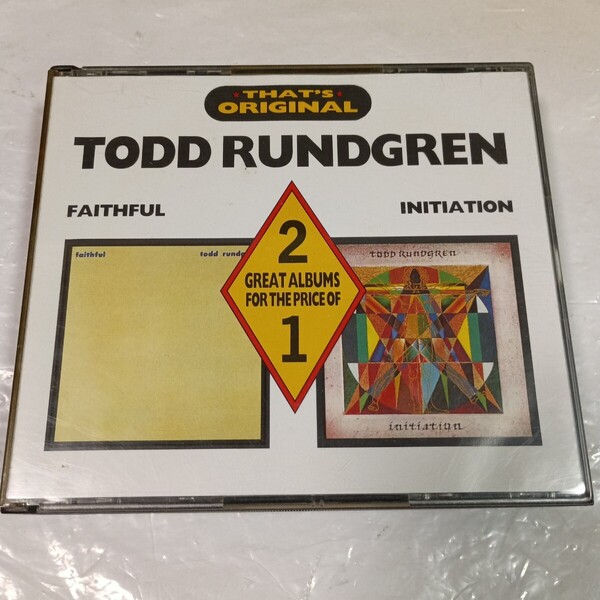 THAT'S
ORIGINAL
TODD RUNDGREN
FAITHFUL
INITIATION
faithful todd
2
GREAT ALBUMS
FOR THE PRICE OF
1
TODD RUNDGREN
initiation